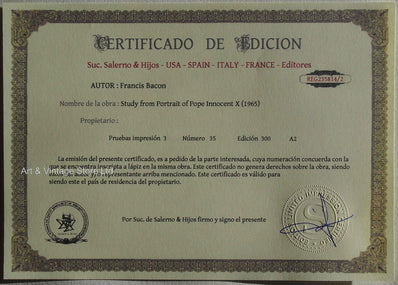 CERTIFICADO DE EDICION
Suc. Salerno & Hijos - USA - SPAIN - ITALY - FRANCE - Editores
REG235814/2
AUTOR : Francis Bacon
Nombre de la obra : Study from Portrait of Pope Innocent X (1965)
Propietario :
Pruebas impresión 3 Número 35 Edición 300 A2
La emisión del presente certificado, es a pedido de la parte interesada, cuya numeración concuerda con la
que se encuentra inscripta a lápiz en la misma obra. Este certificado no genera derechos sobre la obra, siendo
autor y/o representante arriba mencionado. Este certificado es válido para
siendo este el país de residencia del propietario.
Art & Vintage Store Ltd
Por Suc. de Salerno & Hijos firmo y signo el presente